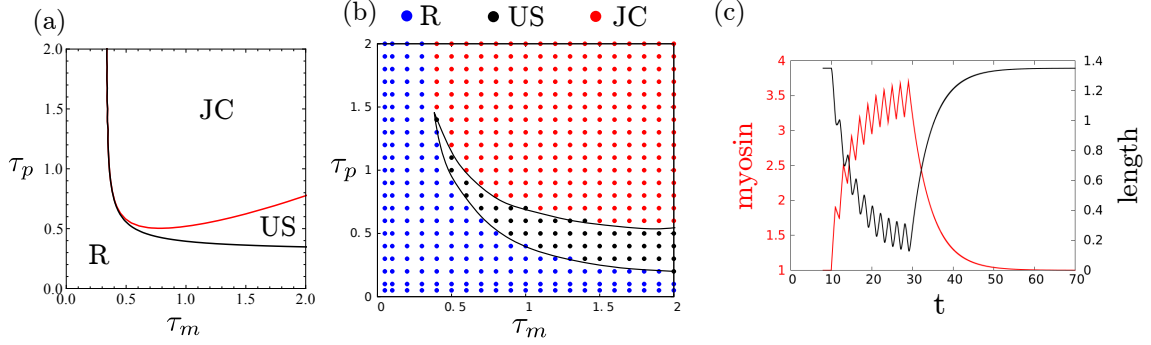 (a)
2.0
1.5
1.0
0.5
0.0
τp
JC
US
R
0.0 0.5 1.0 1.5 2.0
τm
(b)
R US JC
2
1.5
1
0.5
0
τp
0.5 1 1.5 2
τm
(c)
4
3.5
3
2.5
2
1.5
1
myosin
1.4
1.2
1
0.8
0.6
0.4
0.2
0
length
0 10 20 30 40 50 60 70
t